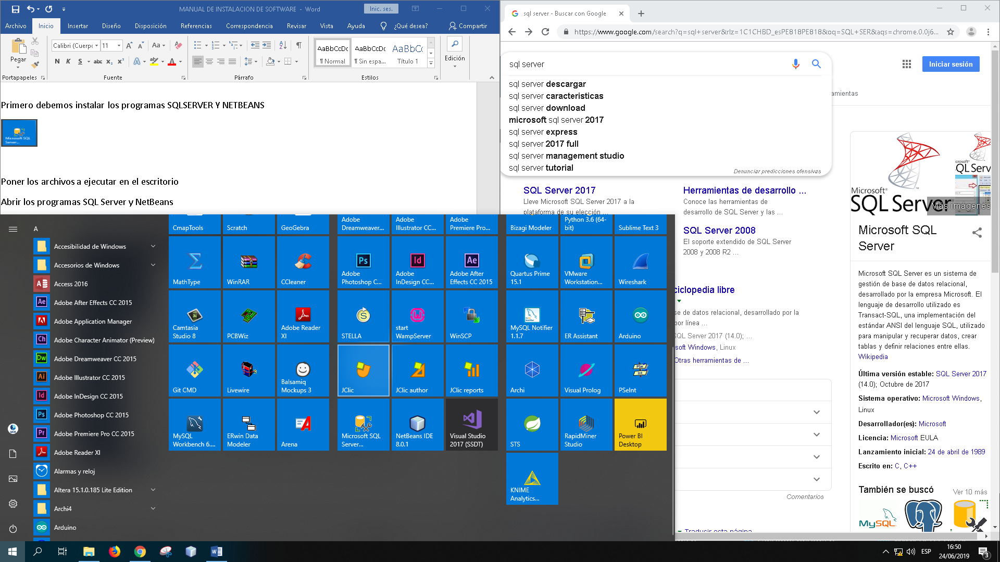 MANUAL DE INSTALACION DE SOFTWARE - Word
Inic. ses.
Archivo Inicio Insertar Diseño Disposición Referencias Correspondencia Revisar Vista Ayuda ¿Qué desea? Compartir
Pegar
Calibri (Cuerpo 11
Aa
N K S abc x₂ x² A A
AaBbCcDc AaBbCcDc AaBbCc
¶ Normal ¶ Sin espa... Título 1
Edición
Portapapeles Fuente Párrafo Estilos
Primero debemos instalar los programas SQLSERVER Y NETBEANS
Microsoft SQL
Server...
Poner los archivos a ejecutar en el escritorio
Abrir los programas SQL Server y NetBeans
sql server - Buscar con Google
https://www.google.com/search?q=sql+server&rlz=1C1CHBD_esPE818PE818&oq=SQL+SER&aqs=chrome.0.0j6...
sql server
Iniciar sesión
amientas
sql server descargar
sql server caracteristicas
sql server download
microsoft sql server 2017
sql server express
sql server 2017 full
sql server management studio
sql server tutorial
Denunciar predicciones ofensivas
SQL Server 2017
Lleve Microsoft SQL Server 2017 a la
plataforma de su elección ...
Herramientas de desarrollo ...
Conoce las herramientas de
desarrollo de SQL Server y las ...
SQL Server 2008
El soporte extendido de SQL Server
2008 y 2008 R2 ...
ciclopedia libre
se de datos relacional, desarrollado por la
por línea ...
SQL Server 2017 (14.0); ...
soft Windows, Linux
Otras herramientas de ...
Comentarios
Traducir esta página
Microsoft®
SQL Server
Más imágenes
Microsoft SQL
Server
Microsoft SQL Server es un sistema de
gestión de base de datos relacional,
desarrollado por la empresa Microsoft. El
lenguaje de desarrollo utilizado es
Transact-SQL, una implementación del
estándar ANSI del lenguaje SQL, utilizado
para manipular y recuperar datos, crear
tablas y definir relaciones entre ellas.
Wikipedia
Última versión estable: SQL Server 2017
(14.0); Octubre de 2017
Sistema operativo: Microsoft Windows,
Linux
Desarrollador(es): Microsoft
Licencia: Microsoft EULA
Lanzamiento inicial: 24 de abril de 1989
Escrito en: C, C++
También se buscó Ver 10 más
MySQL
A
Accesibilidad de Windows
Accesorios de Windows
Access 2016
Adobe After Effects CC 2015
Adobe Application Manager
Adobe Character Animator (Preview)
Adobe Dreamweaver CC 2015
Adobe Illustrator CC 2015
Adobe InDesign CC 2015
Adobe Photoshop CC 2015
Adobe Premiere Pro CC 2015
Adobe Reader XI
Alarmas y reloj
Altera 15.1.0.185 Lite Edition
Archi4
Arduino
UCH
CmapTools
Scratch
GeoGebra
Adobe
Dreamweaver...
Adobe
Illustrator CC...
Adobe
Premiere Pro...
Bizagi Modeler
Python 3.6 (64-
bit)
Sublime Text 3
MathType
WinRAR
CCleaner
Adobe
Photoshop C...
Adobe
InDesign CC...
Adobe After
Effects CC 2015
Quartus Prime
15.1
VMware
Workstation...
Wireshark
Camtasia
Studio 8
PCBWiz
Adobe Reader
XI
STELLA
start
WampServer
WinSCP
MySQL Notifier
1.1.7
ER Assistant
Arduino
Git CMD
Livewire
Balsamiq
Mockups 3
JClic
JClic author
JClic reports
Archi
Visual Prolog
PSeInt
MySQL
Workbench 6....
ERwin Data
Modeler
Arena
Microsoft SQL
Server...
NetBeans IDE
8.0.1
Visual Studio
2017 (SSDT)
STS
RapidMiner
Studio
Power BI
Desktop
KNIME
Analytics...
ESP
16:50
24/06/2019
3